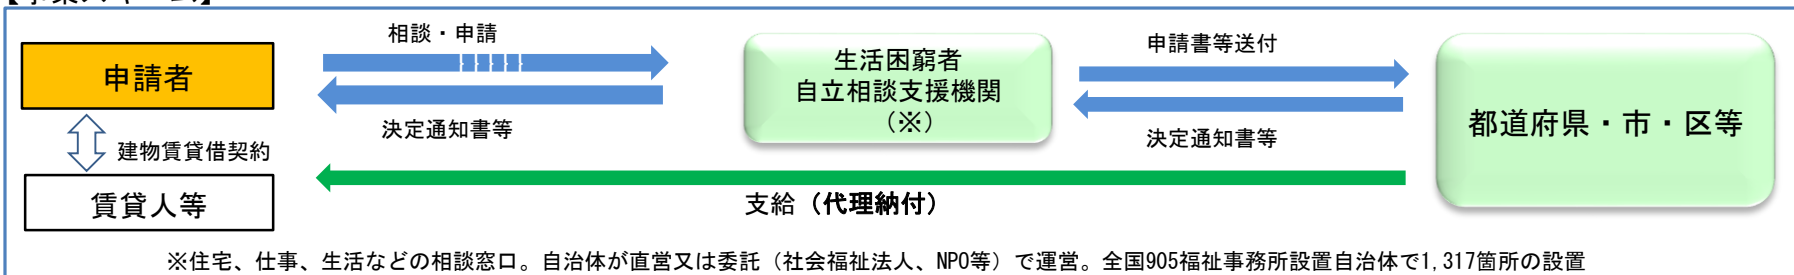 【事業スキーム】
相談・申請
申請者
決定通知書等
建物賃貸借契約
賃貸人等
生活困窮者
自立相談支援機関
（※）
申請書等送付
決定通知書等
都道府県・市・区等
支給（代理納付）
※住宅、仕事、生活などの相談窓口。自治体が直営又は委託（社会福祉法人、NPO等）で運営。全国905福祉事務所設置自治体で1,317箇所の設置